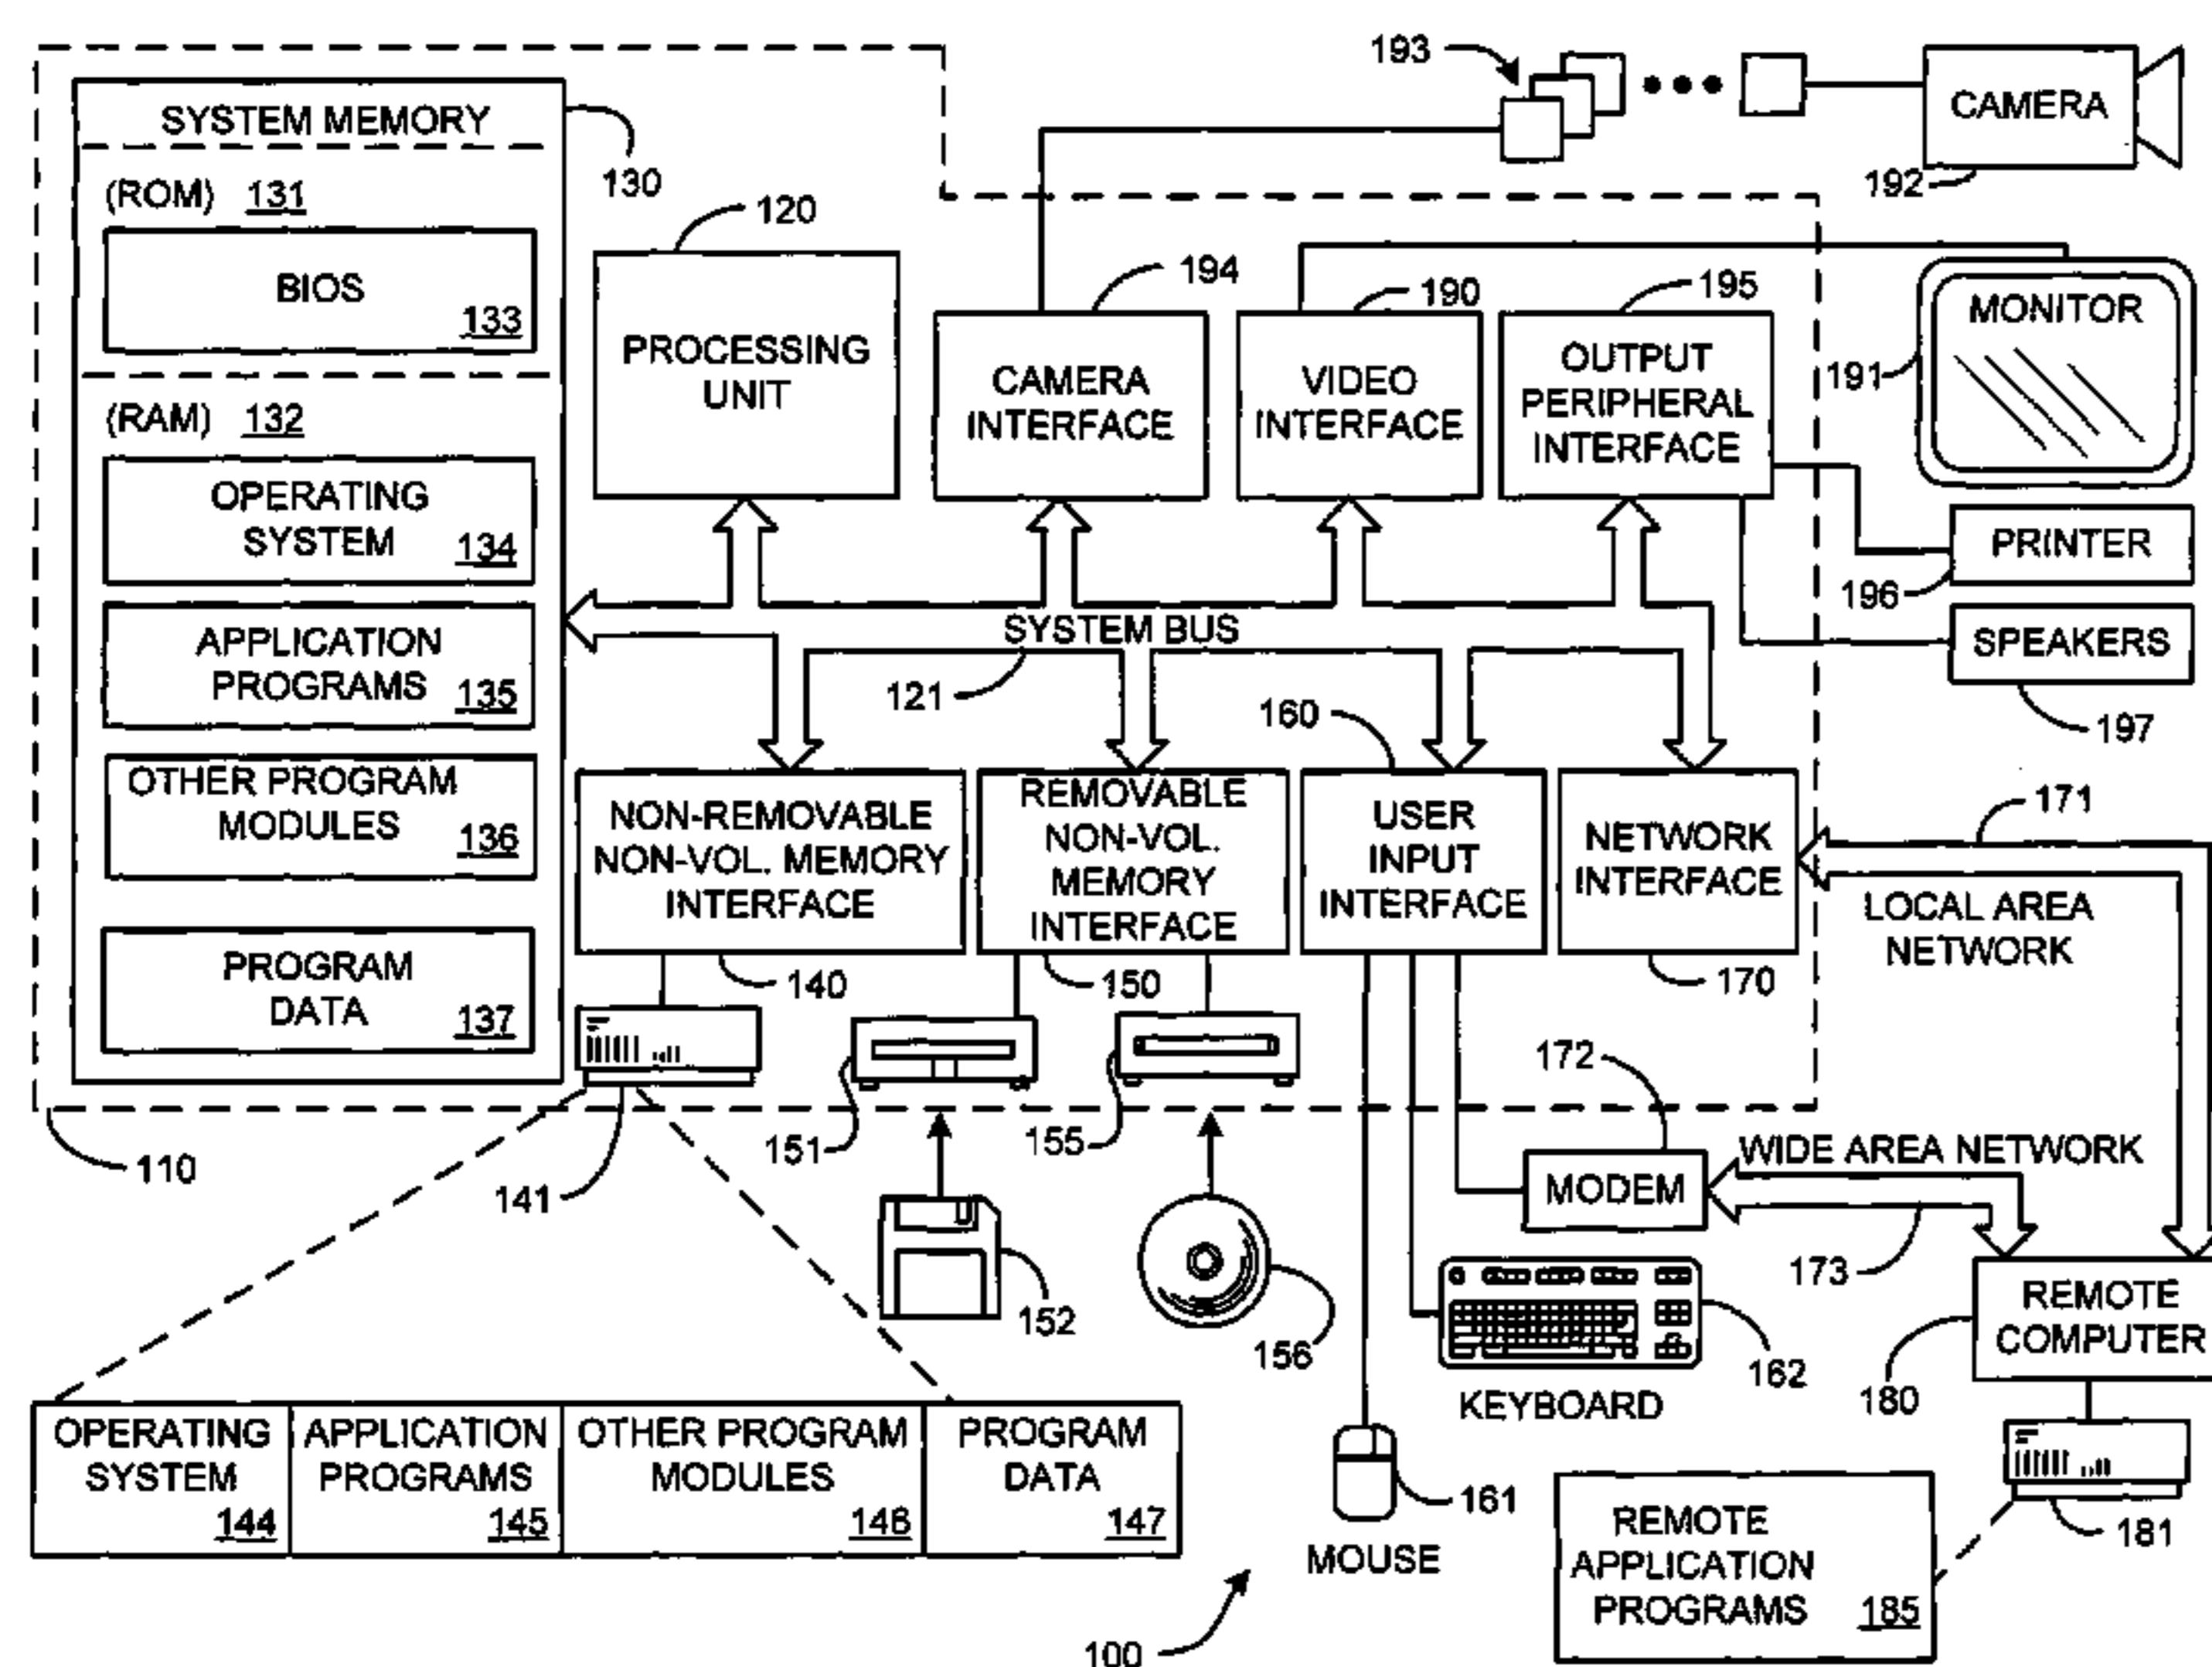 193
CAMERA
192
SYSTEM MEMORY
130
(ROM) 131
BIOS
133
(RAM) 132
OPERATING
SYSTEM 134
APPLICATION
PROGRAMS 135
OTHER PROGRAM
MODULES 136
PROGRAM
DATA 137
120
PROCESSING
UNIT
194
CAMERA
INTERFACE
190
VIDEO
INTERFACE
195
OUTPUT
PERIPHERAL
INTERFACE
MONITOR
191
PRINTER
196
SPEAKERS
197
SYSTEM BUS
121
NON-REMOVABLE
NON-VOL. MEMORY
INTERFACE
140
REMOVABLE
NON-VOL.
MEMORY
INTERFACE
150
160
USER
INPUT
INTERFACE
NETWORK
INTERFACE
170
171
LOCAL AREA
NETWORK
110
141
151
152
155
156
172
MODEM
WIDE AREA NETWORK
173
REMOTE
COMPUTER
180
181
162
KEYBOARD
161
MOUSE
OPERATING
SYSTEM
144
APPLICATION
PROGRAMS
145
OTHER PROGRAM
MODULES
146
PROGRAM
DATA
147
REMOTE
APPLICATION
PROGRAMS 185
100